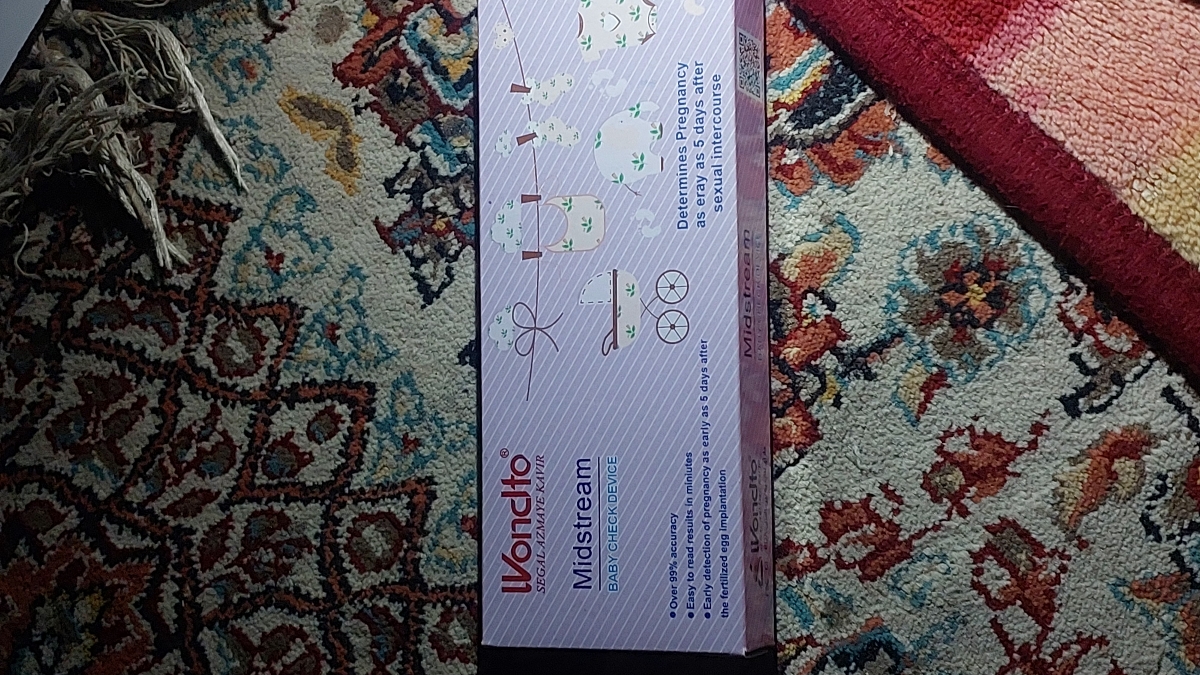 Wondfo®
SEGAL AZMAYE KAVIR
Midstream
BABY CHECK DEVICE
Determines Pregnancy
as eray as 5 days after
sexual intercourse
● Over 99% accuracy
● Easy to read results in miniutes
● Early detection of pregnancy as early as 5 days after
the fertilized egg Implantation
Wondfo
Midstream